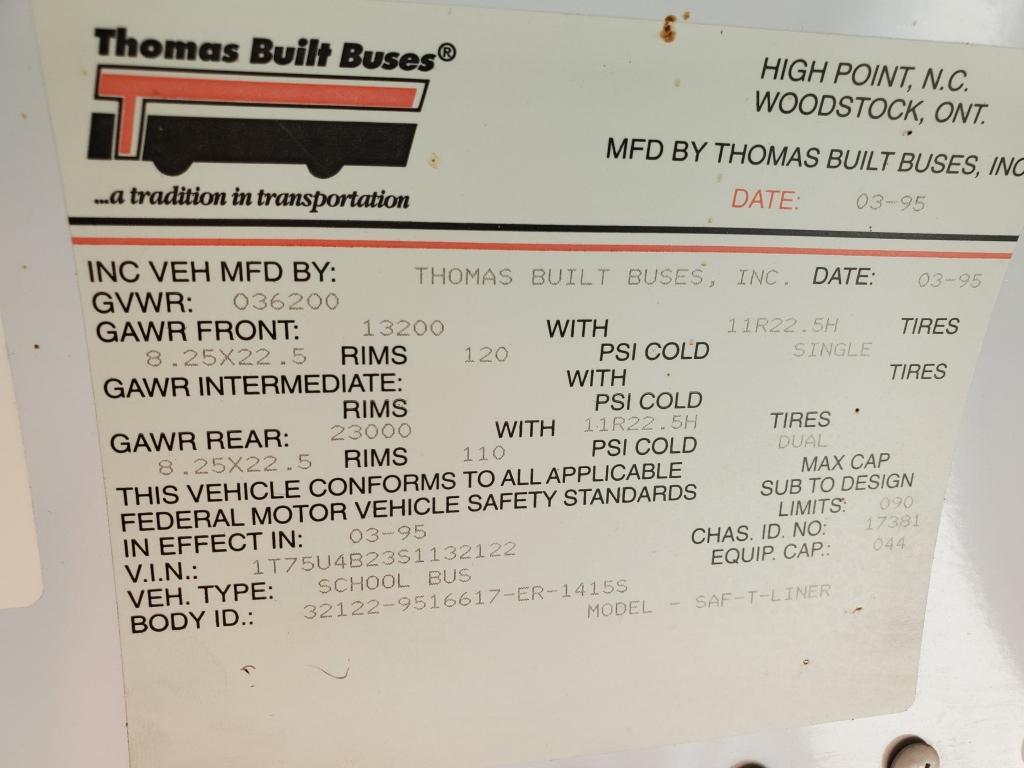 Thomas Built Buses®
...a tradition in transportation
HIGH POINT, N.C.
WOODSTOCK, ONT.
MFD BY THOMAS BUILT BUSES, INC
DATE: 03-95
INC VEH MFD BY: THOMAS BUILT BUSES, INC. DATE: 03-95
GVWR: 036200
GAWR FRONT: 13200 WITH 11R22.5H TIRES
8.25X22.5 RIMS 120 PSI COLD SINGLE
GAWR INTERMEDIATE: WITH TIRES
RIMS PSI COLD
GAWR REAR: 23000 WITH 11R22.5H TIRES
8.25X22.5 RIMS 110 PSI COLD DUAL
THIS VEHICLE CONFORMS TO ALL APPLICABLE
FEDERAL MOTOR VEHICLE SAFETY STANDARDS
IN EFFECT IN: 03-95
MAX CAP
SUB TO DESIGN
LIMITS: 090
CHAS. ID. NO: 17381
EQUIP. CAP.: 044
V.I.N.: 1T75U4B23S1132122
VEH. TYPE: SCHOOL BUS
BODY ID.: 32122-9516617-ER-1415S
MODEL - SAF-T-LINER